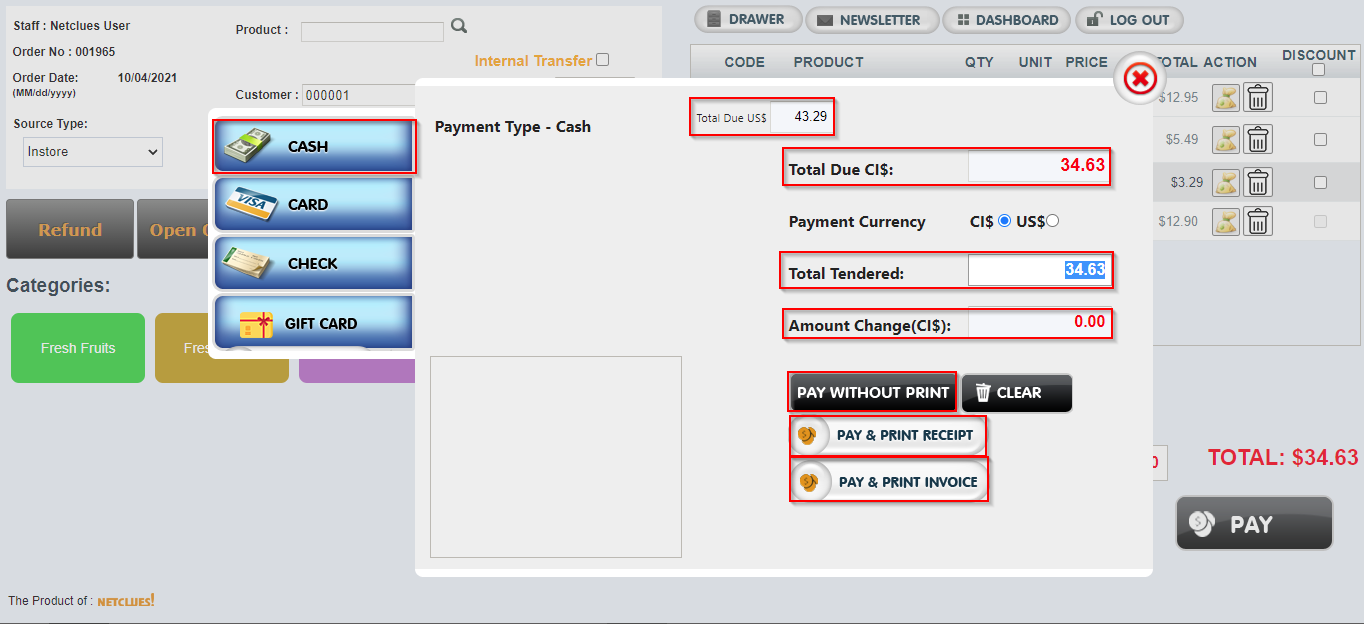 Staff : Netclues User
Order No : 001965
Order Date: 10/04/2021
(MM/dd/yyyy)
Source Type:
Instore
Product :
Internal Transfer
Customer : 000001
DRAWER
NEWSLETTER
DASHBOARD
LOG OUT
CODE PRODUCT QTY UNIT PRICE TOTAL ACTION DISCOUNT
$12.95
$5.49
$3.29
$12.90
Refund
Open
Categories:
Fresh Fruits
CASH
CARD
VISA
CHECK
GIFT CARD
Payment Type - Cash
Total Due US$ 43.29
Total Due CI$: 34.63
Payment Currency CI$ US$
Total Tendered: 34.63
Amount Change(CI$): 0.00
PAY WITHOUT PRINT
CLEAR
PAY & PRINT RECEIPT
PAY & PRINT INVOICE
TOTAL: $34.63
PAY
The Product of : NETCLUES!